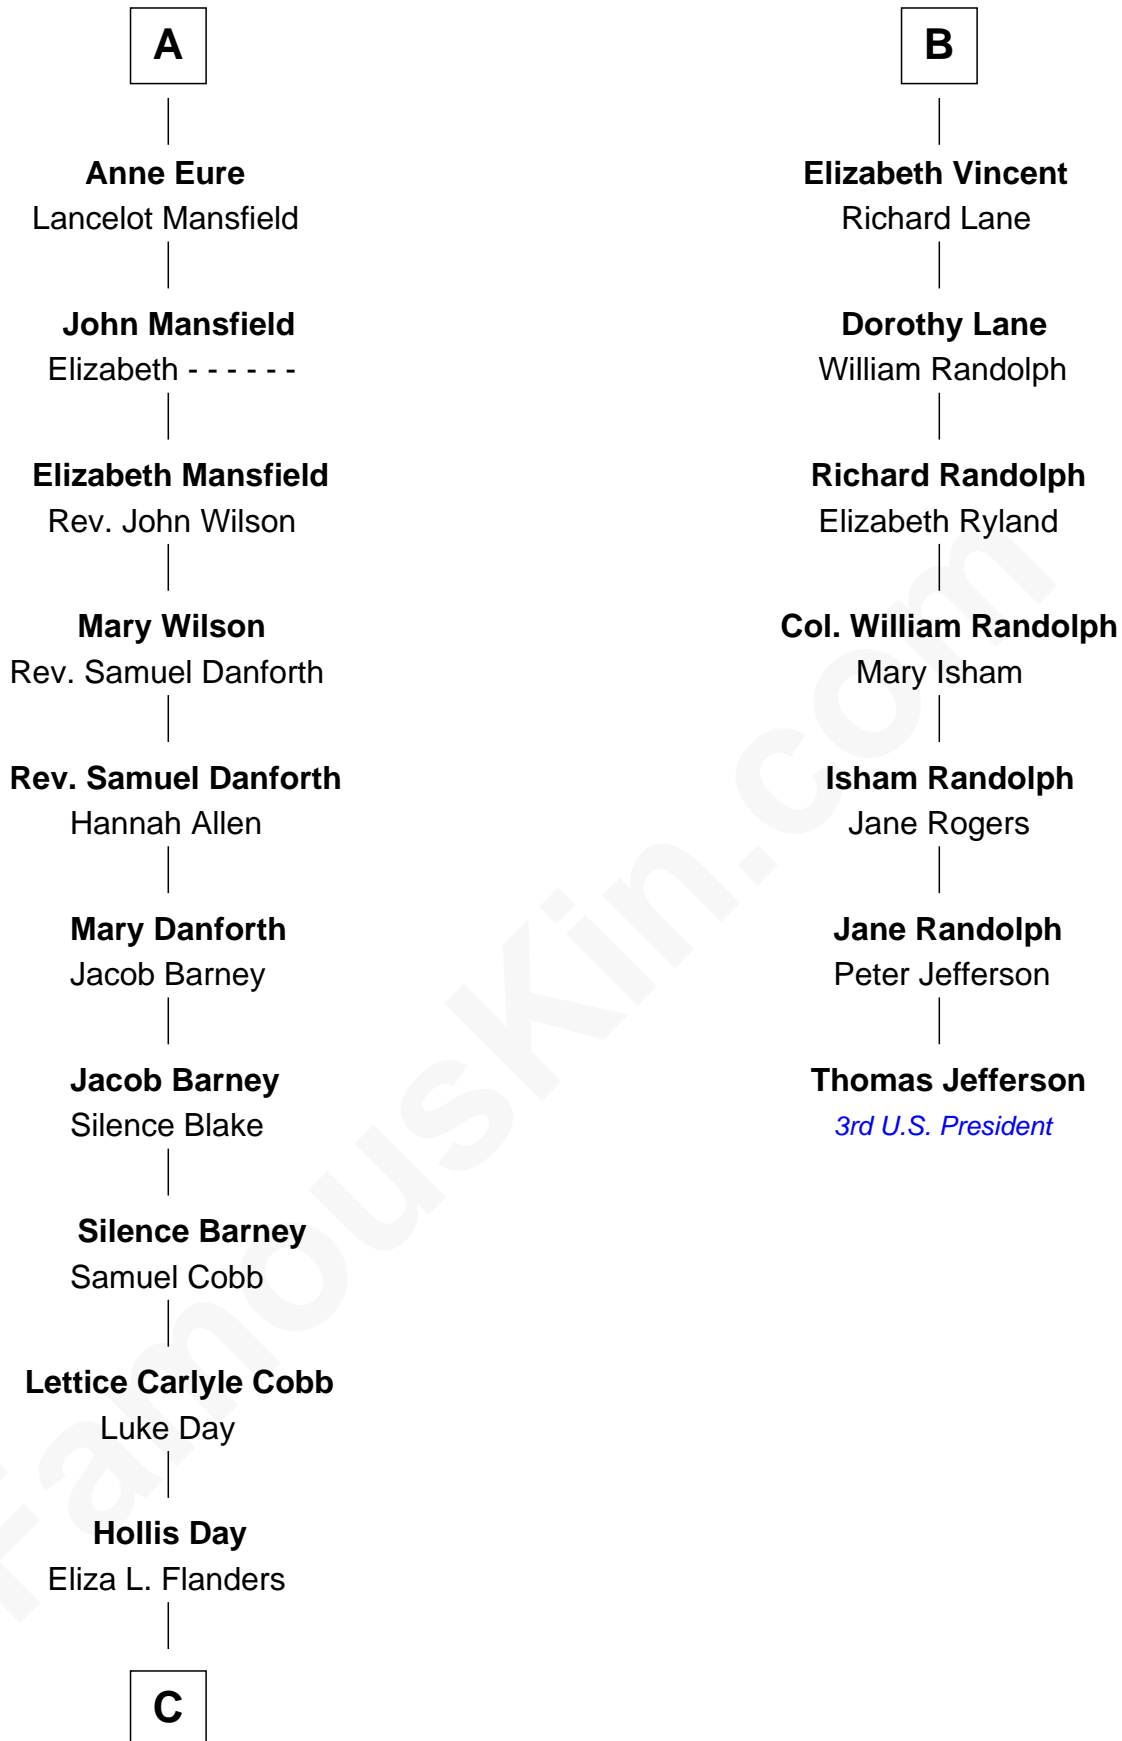 A
Anne Eure
Lancelot Mansfield
John Mansfield
Elizabeth - - - - - -
Elizabeth Mansfield
Rev. John Wilson
Mary Wilson
Rev. Samuel Danforth
Rev. Samuel Danforth
Hannah Allen
Mary Danforth
Jacob Barney
Jacob Barney
Silence Blake
Silence Barney
Samuel Cobb
Lettice Carlyle Cobb
Luke Day
Hollis Day
Eliza L. Flanders
C
B
Elizabeth Vincent
Richard Lane
Dorothy Lane
William Randolph
Richard Randolph
Elizabeth Ryland
Col. William Randolph
Mary Isham
Isham Randolph
Jane Rogers
Jane Randolph
Peter Jefferson
Thomas Jefferson
3rd U.S. President
FamousKin.com